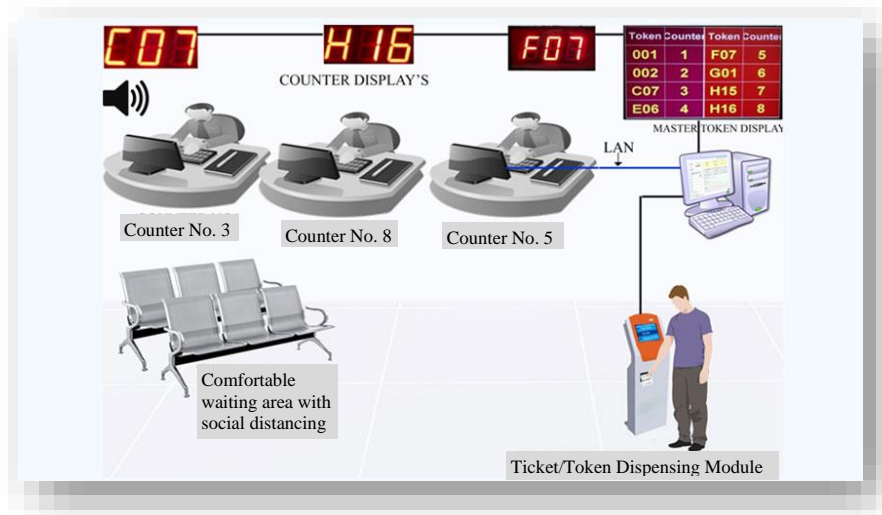 C07
H16
F07
COUNTER DISPLAY'S
Token Counter Token Counter
001 1 F07 5
002 2 G01 6
C07 3 H15 7
E06 4 H16 8
MASTER TOKEN DISPLAY
LAN
Counter No. 3
Counter No. 8
Counter No. 5
Comfortable
waiting area with
social distancing
Ticket/Token Dispensing Module